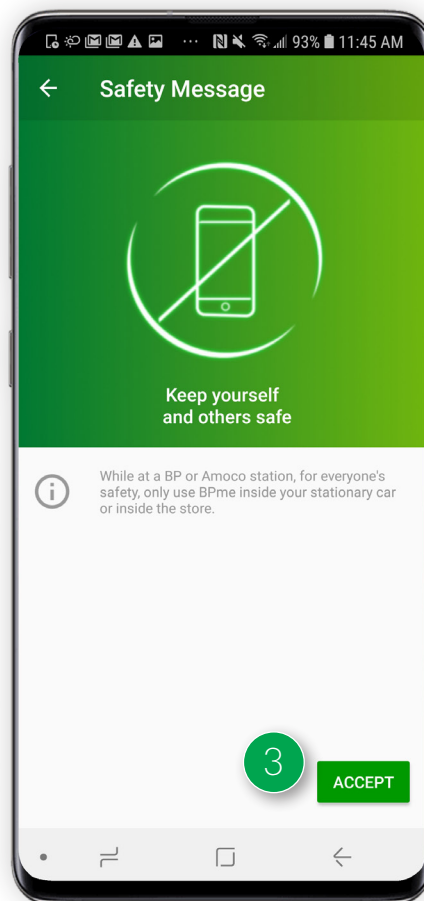 93% 11:45 AM
Safety Message
Keep yourself
and others safe
While at a BP or Amoco station, for everyone's
safety, only use BPme inside your stationary car
or inside the store.
3
ACCEPT